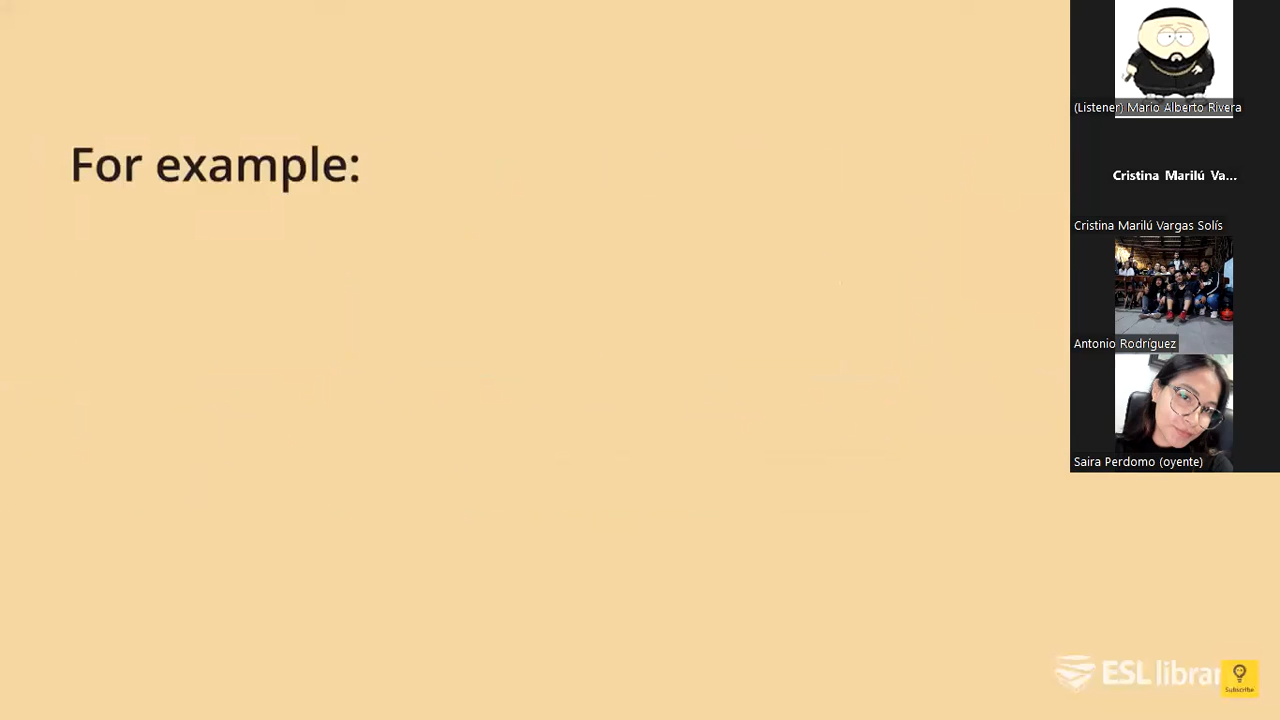 For example:
(Listener) Mario Alberto Rivera
Cristina Marilú Va...
Cristina Marilú Vargas Solís
Antonio Rodríguez
Saira Perdomo (oyente)
ESL librar
Subscribe